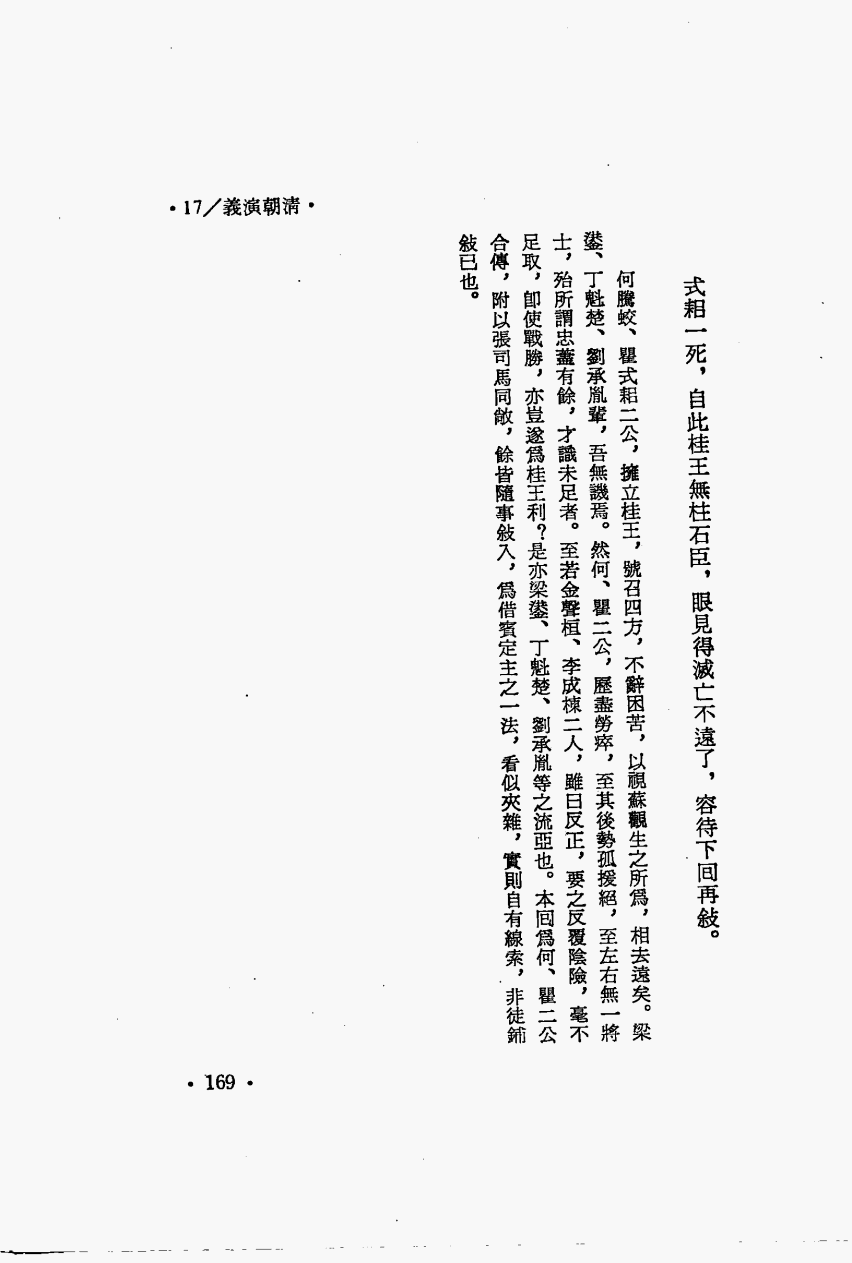 •17／義演朝清•
式耜一死，自此桂王無柱石臣，眼見得滅亡不遠了，容待下回再敍。
何騰蛟、瞿式耜二公，擁立桂王，號召四方，不辭困苦，以視蘇觀生之所爲，相去遠矣。梁
鍙、丁魁楚、劉承胤輩，吾無譏焉。然何、瞿二公，歷盡勞瘁，至其後勢孤援絕，至左右無一將
士，殆所謂忠藎有餘，才識未足者。至若金聲桓、李成棟二人，雖曰反正，要之反覆陰險，毫不
足取，卽使戰勝，亦豈遂爲桂王利？是亦梁鍙、丁魁楚、劉承胤等之流亞也。本回爲何、瞿二公
合傳，附以張司馬同敞，餘皆隨事敍入，爲借賓定主之一法，看似夾雜，實則自有線索，非徒鋪
敍已也。
•169•